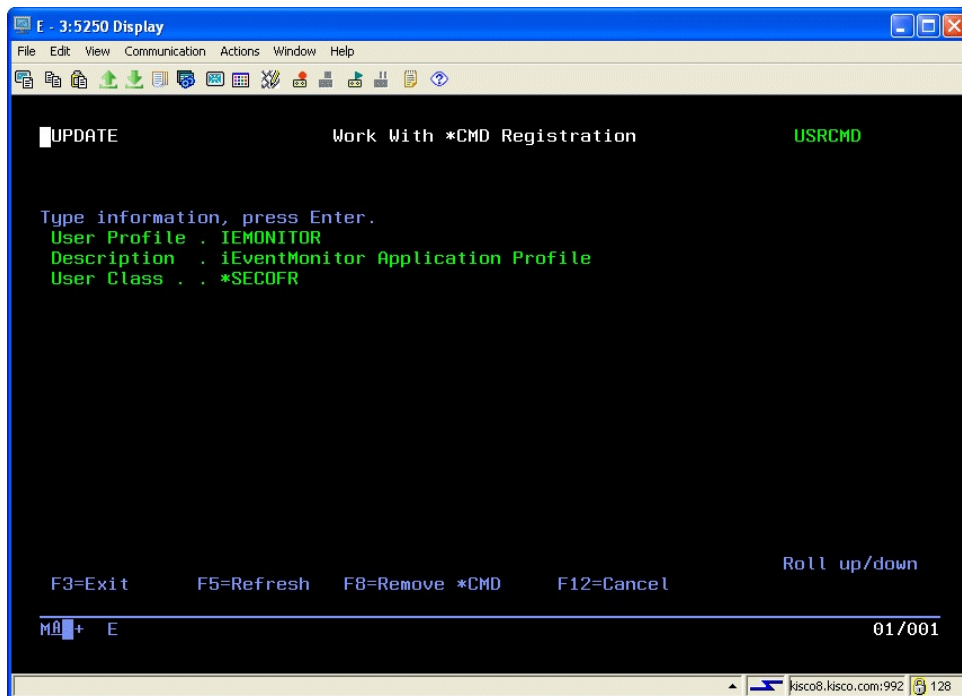 E - 3:5250 Display
File Edit View Communication Actions Window Help
UPDATE Work With *CMD Registration USRCMD
Type information, press Enter.
User Profile . IEMONITOR
Description . iEventMonitor Application Profile
User Class . . *SECOFR
Roll up/down
F3=Exit F5=Refresh F8=Remove *CMD F12=Cancel
MA + E 01/001
kisco8.kisco.com:992 128